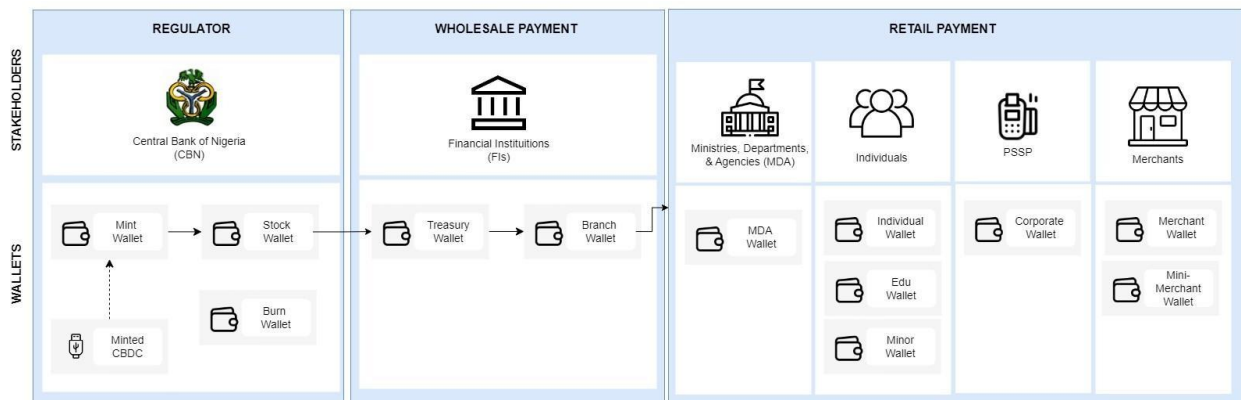 REGULATOR
WHOLESALE PAYMENT
RETAIL PAYMENT
STAKEHOLDERS
Central Bank of Nigeria
(CBN)
Financial Instituitions
(FIs)
Ministries, Departments,
& Agencies (MDA)
Individuals
PSSP
Merchants
WALLETS
Mint
Wallet
Stock
Wallet
Treasury
Wallet
Branch
Wallet
MDA
Wallet
Individual
Wallet
Corporate
Wallet
Merchant
Wallet
Edu
Wallet
Mini-
Merchant
Wallet
Burn
Wallet
Minted
CBDC
Minor
Wallet